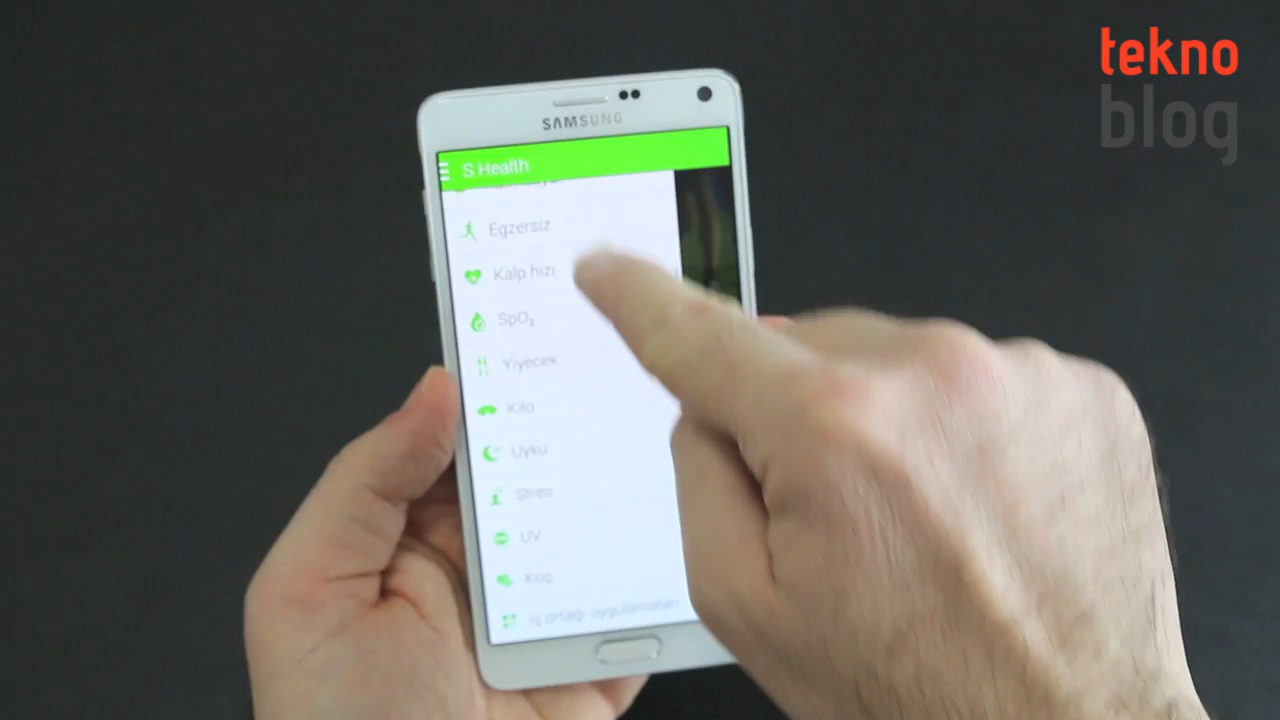 tekno
blog
SAMSUNG
S Health
Egzersiz
Kalp hızı
SpO₂
Yiyecek
Kilo
Uyku
Stres
UV
Koç
İş ortağı uygulamaları